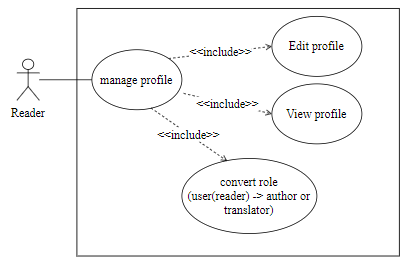 Edit profile
<<include>>
manage profile
<<include>>
View profile
Reader
<<include>>
convert role
(user(reader) -> author or
translator)